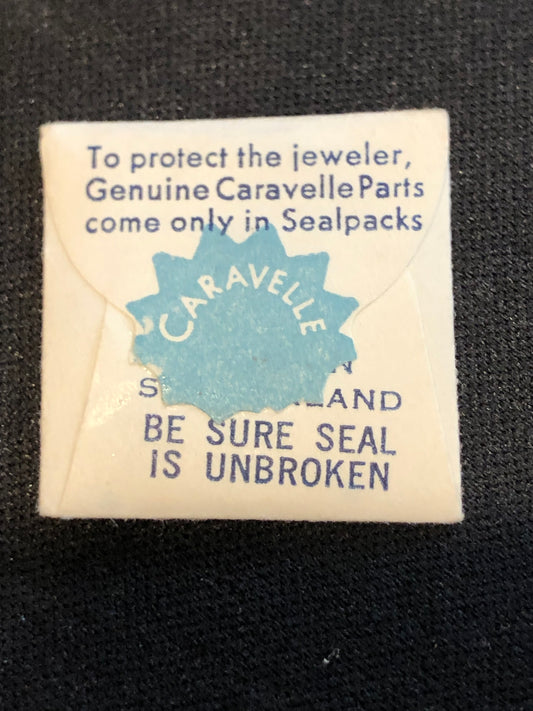 To protect the jeweler,
Genuine Caravelle Parts
come only in Sealpacks
CARAVELLE
BE SURE SEAL
IS UNBROKEN